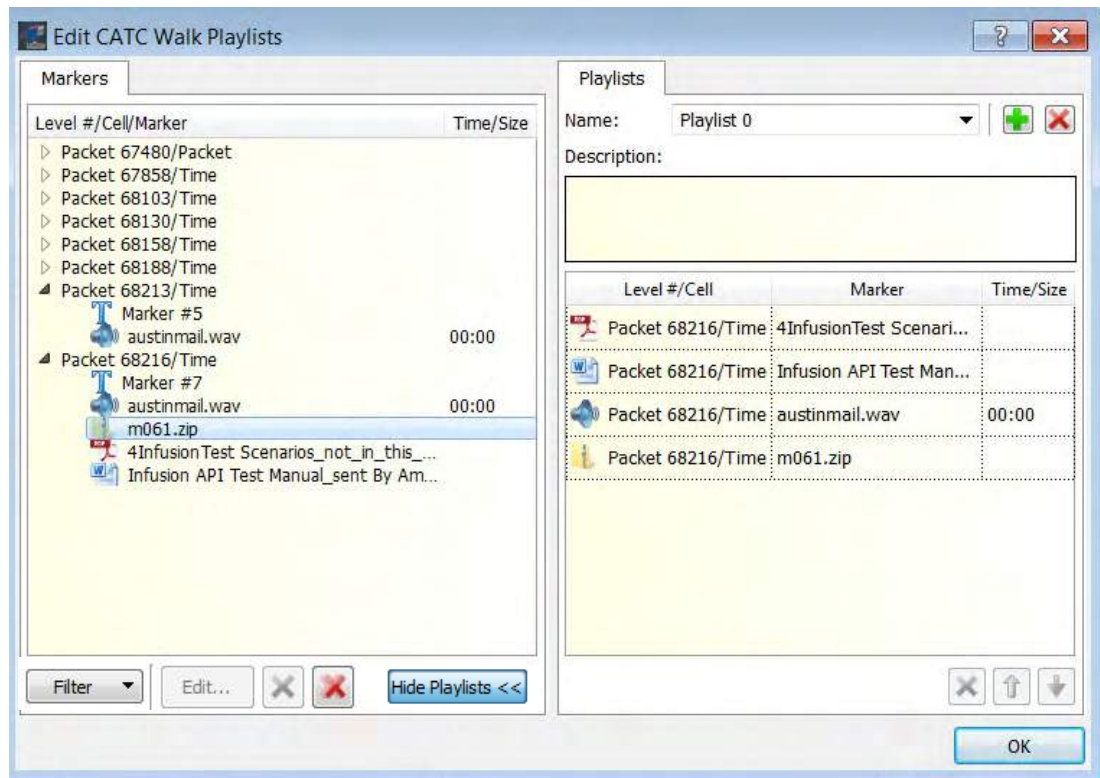 Edit CATC Walk Playlists
Markers
Level #/Cell/Marker Time/Size
Packet 67480/Packet
Packet 67858/Time
Packet 68103/Time
Packet 68130/Time
Packet 68158/Time
Packet 68188/Time
Packet 68213/Time
Marker #5
austinmail.wav 00:00
Packet 68216/Time
Marker #7
austinmail.wav 00:00
m061.zip
4InfusionTest Scenarios_not_in_this_...
Infusion API Test Manual_sent By Am...
Filter Edit... Hide Playlists <<
Playlists
Name: Playlist 0
Description:
Level #/Cell Marker Time/Size
Packet 68216/Time 4InfusionTest Scenari...
Packet 68216/Time Infusion API Test Man...
Packet 68216/Time austinmail.wav 00:00
Packet 68216/Time m061.zip
OK